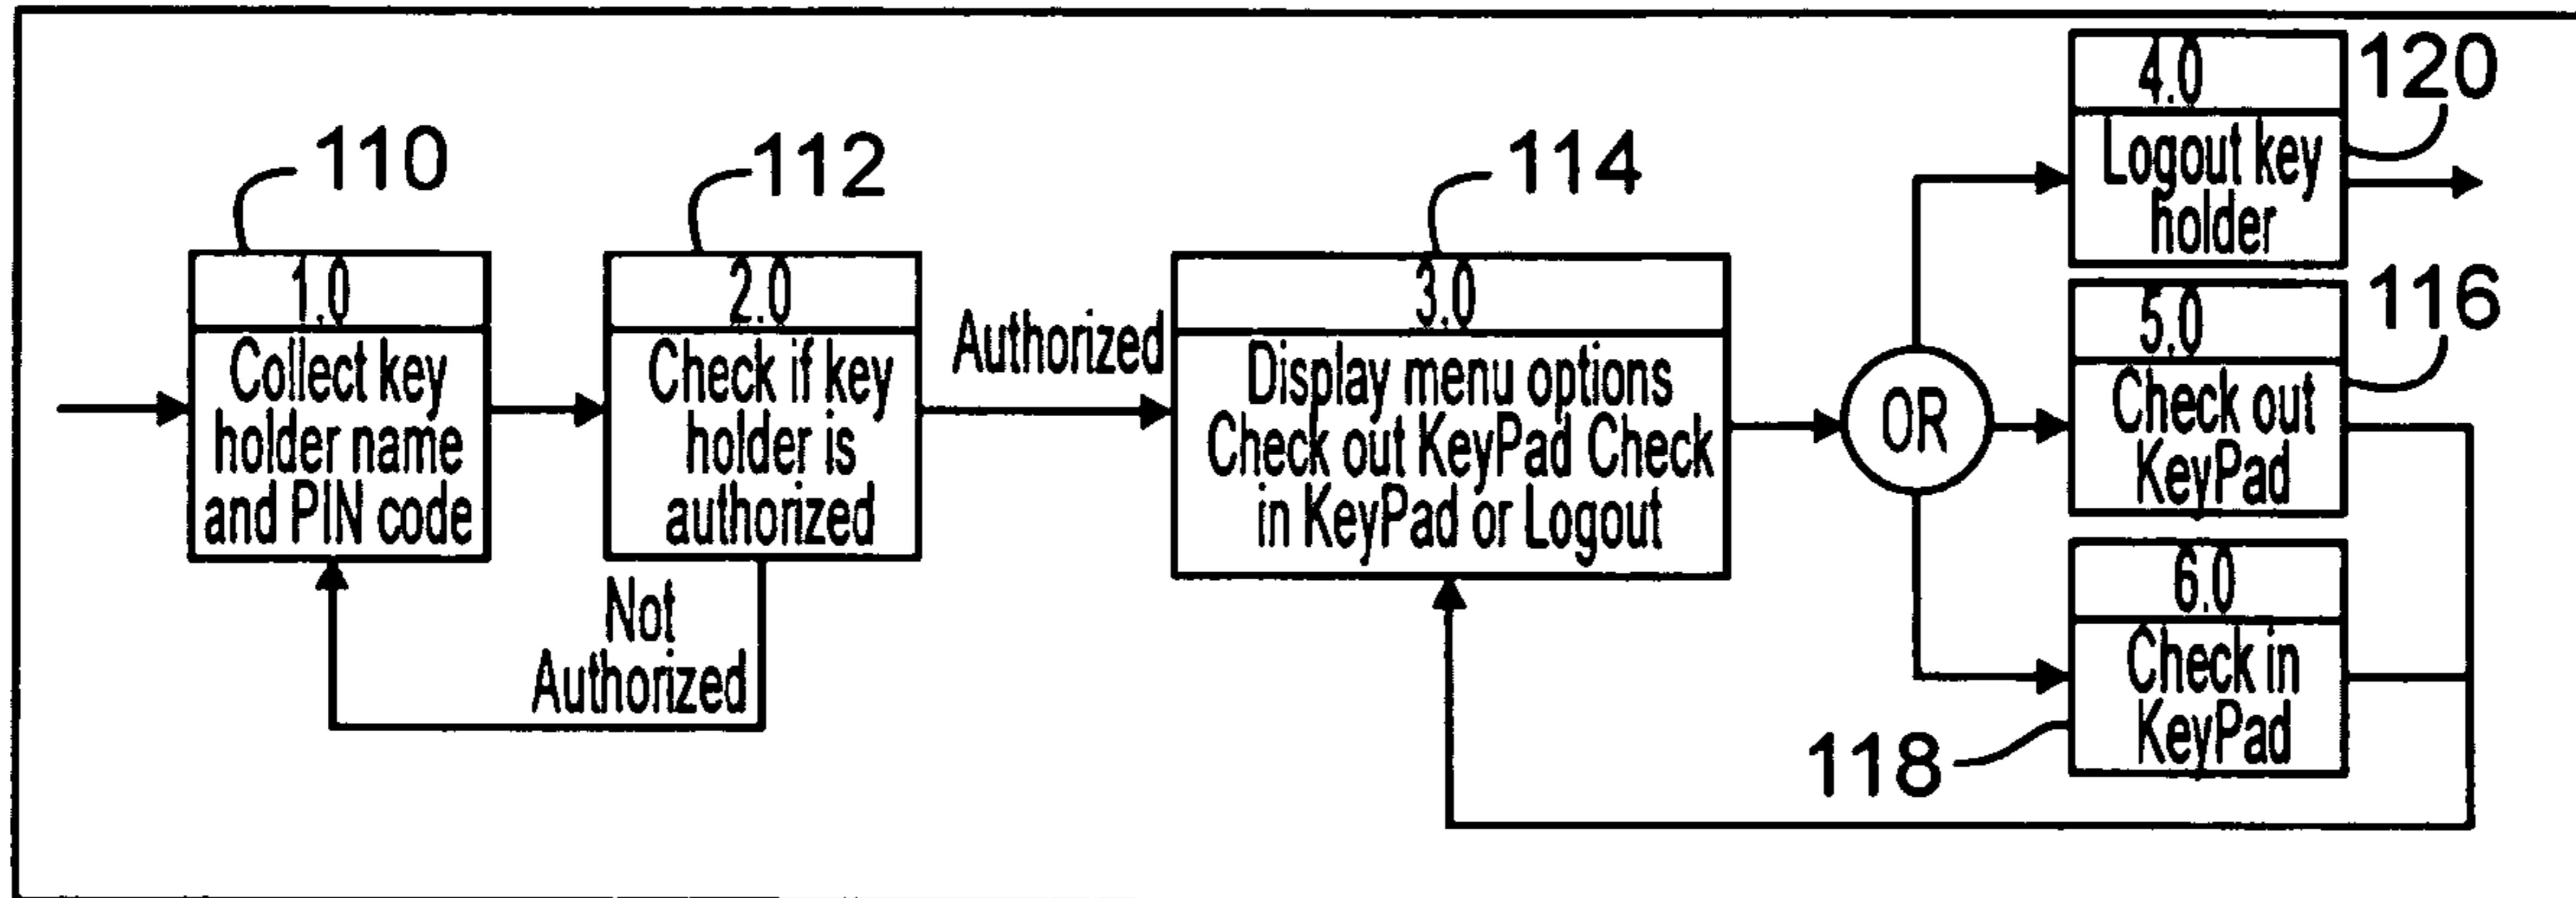 110
1.0
Collect key
holder name
and PIN code
112
2.0
Check if key
holder is
authorized
Not
Authorized
Authorized
114
3.0
Display menu options
Check out KeyPad Check
in KeyPad or Logout
OR
4.0
Logout key
holder
120
5.0
Check out
KeyPad
116
6.0
Check in
KeyPad
118